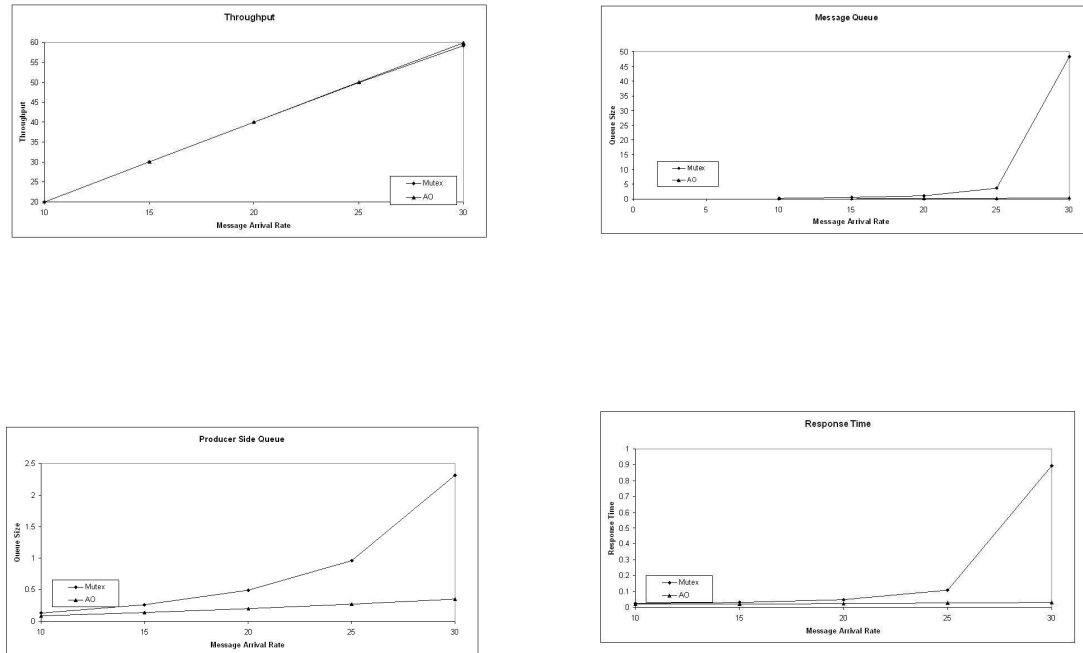 Throughput
60
55
50
45
40
35
30
25
20
Throughput
Mutex
AO
10 15 20 25 30
Message Arrival Rate
Message Queue
50
45
40
35
30
25
20
15
10
5
0
Queue Size
Mutex
AO
0 5 10 15 20 25 30
Message Arrival Rate
Producer Side Queue
2.5
2
1.5
1
0.5
0
Queue Size
Mutex
AO
10 15 20 25 30
Message Arrival Rate
Response Time
1
0.9
0.8
0.7
0.6
0.5
0.4
0.3
0.2
0.1
0
Response Time
Mutex
AO
10 15 20 25 30
Message Arrival Rate